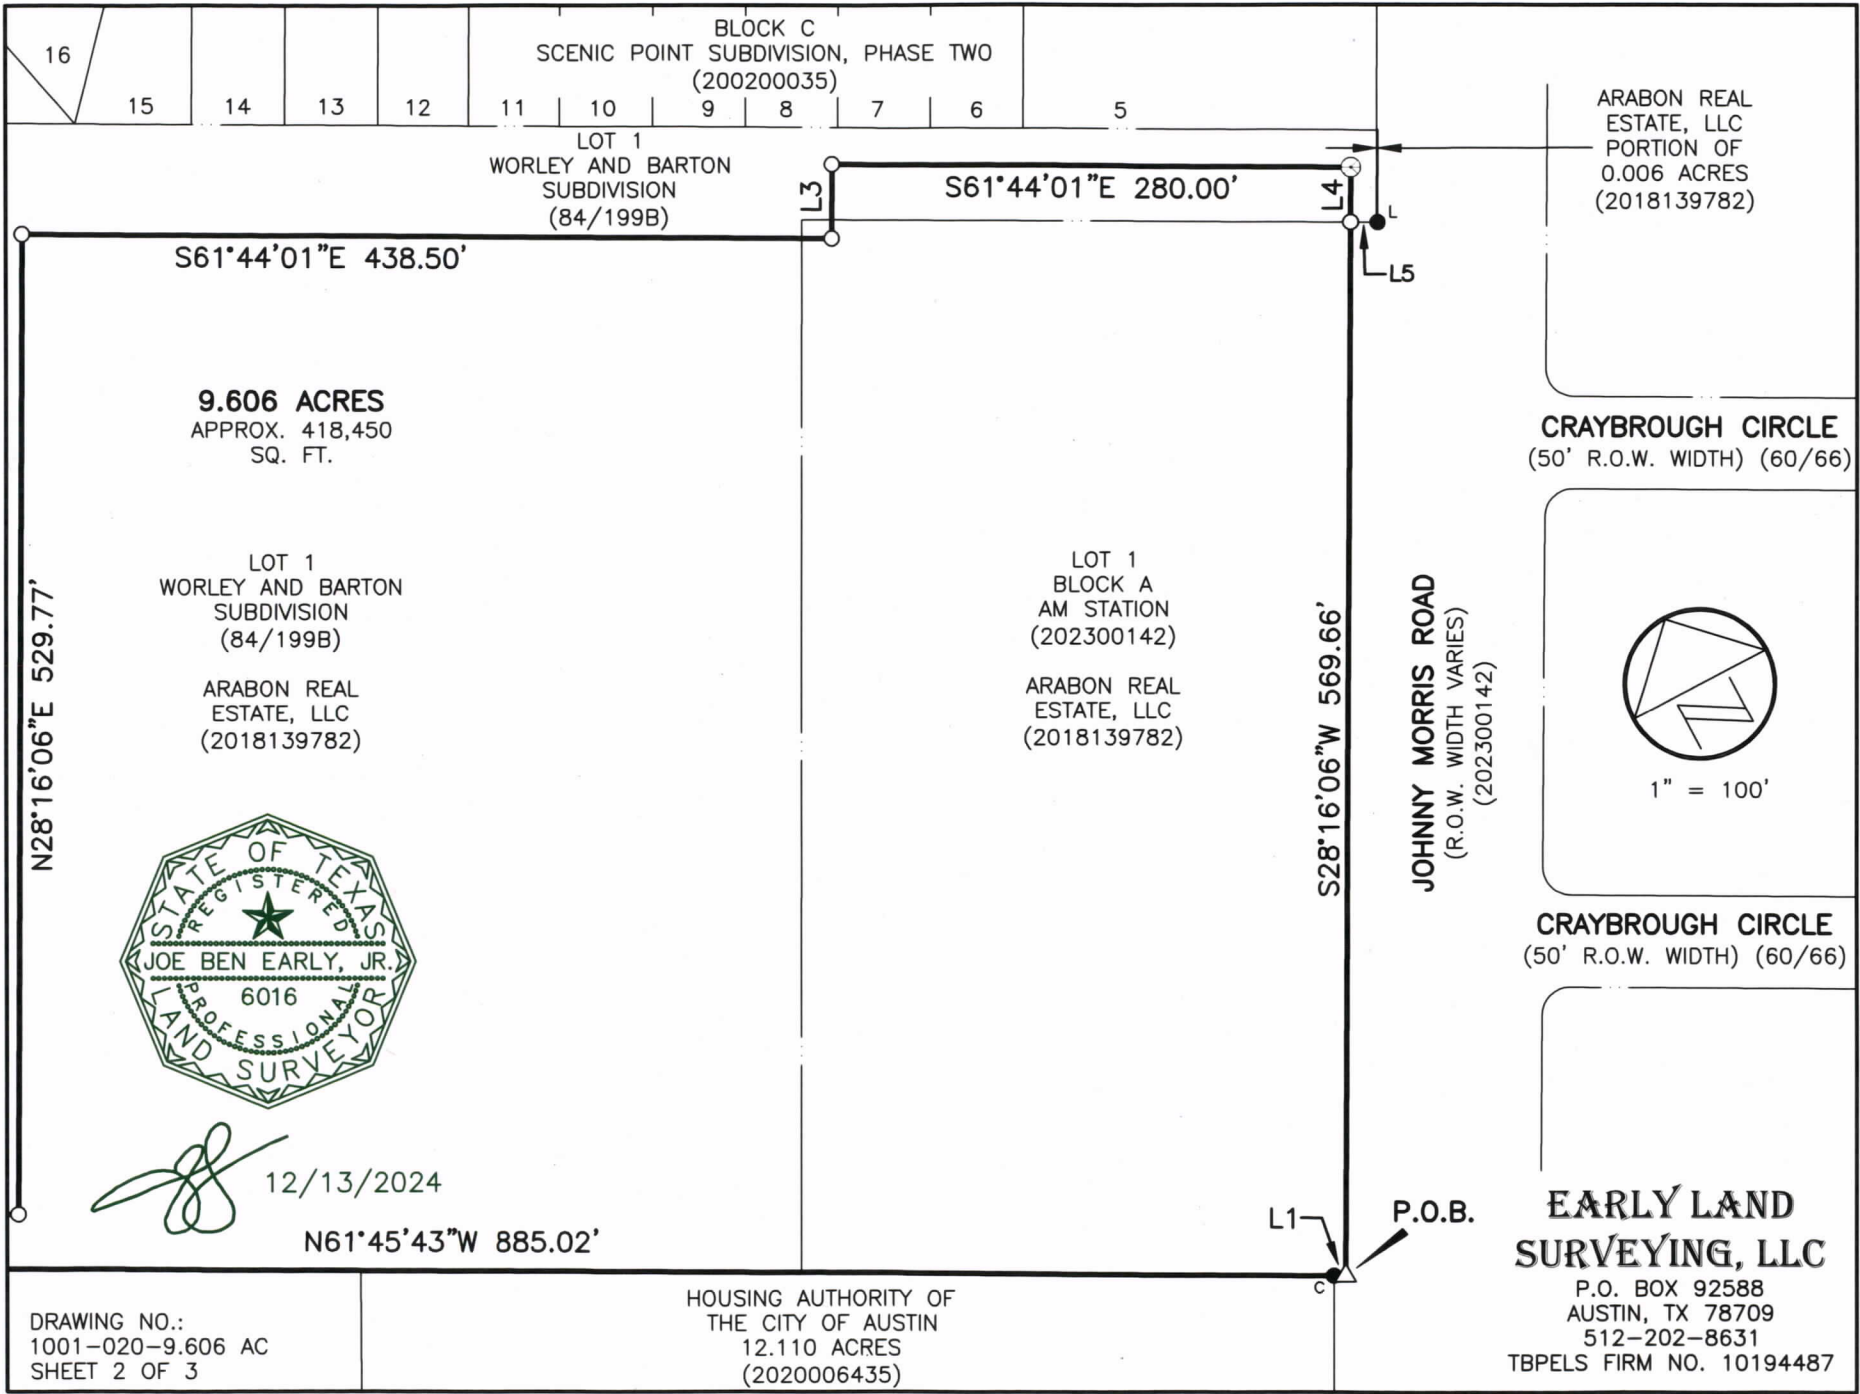 BLOCK C
SCENIC POINT SUBDIVISION, PHASE TWO
(200200035)
16
15
14
13
12
11
10
9
8
7
6
5
LOT 1
WORLEY AND BARTON
SUBDIVISION
(84/199B)
L3
S61°44'01"E 280.00'
L4
L
L5
ARABON REAL
ESTATE, LLC
PORTION OF
0.006 ACRES
(2018139782)
S61°44'01"E 438.50'
9.606 ACRES
APPROX. 418,450
SQ. FT.
CRAYBROUGH CIRCLE
(50' R.O.W. WIDTH) (60/66)
N28°16'06"E 529.77'
LOT 1
WORLEY AND BARTON
SUBDIVISION
(84/199B)
ARABON REAL
ESTATE, LLC
(2018139782)
LOT 1
BLOCK A
AM STATION
(202300142)
ARABON REAL
ESTATE, LLC
(2018139782)
S28°16'06"W 569.66'
JOHNNY MORRIS ROAD
(R.O.W. WIDTH VARIES)
(202300142)
N
1" = 100'
STATE OF TEXAS
REGISTERED
JOE BEN EARLY, JR.
6016
PROFESSIONAL
LAND SURVEYOR
CRAYBROUGH CIRCLE
(50' R.O.W. WIDTH) (60/66)
12/13/2024
N61°45'43"W 885.02'
L1
P.O.B.
C
EARLY LAND
SURVEYING, LLC
P.O. BOX 92588
AUSTIN, TX 78709
512-202-8631
TBPELS FIRM NO. 10194487
DRAWING NO.:
1001-020-9.606 AC
SHEET 2 OF 3
HOUSING AUTHORITY OF
THE CITY OF AUSTIN
12.110 ACRES
(2020006435)